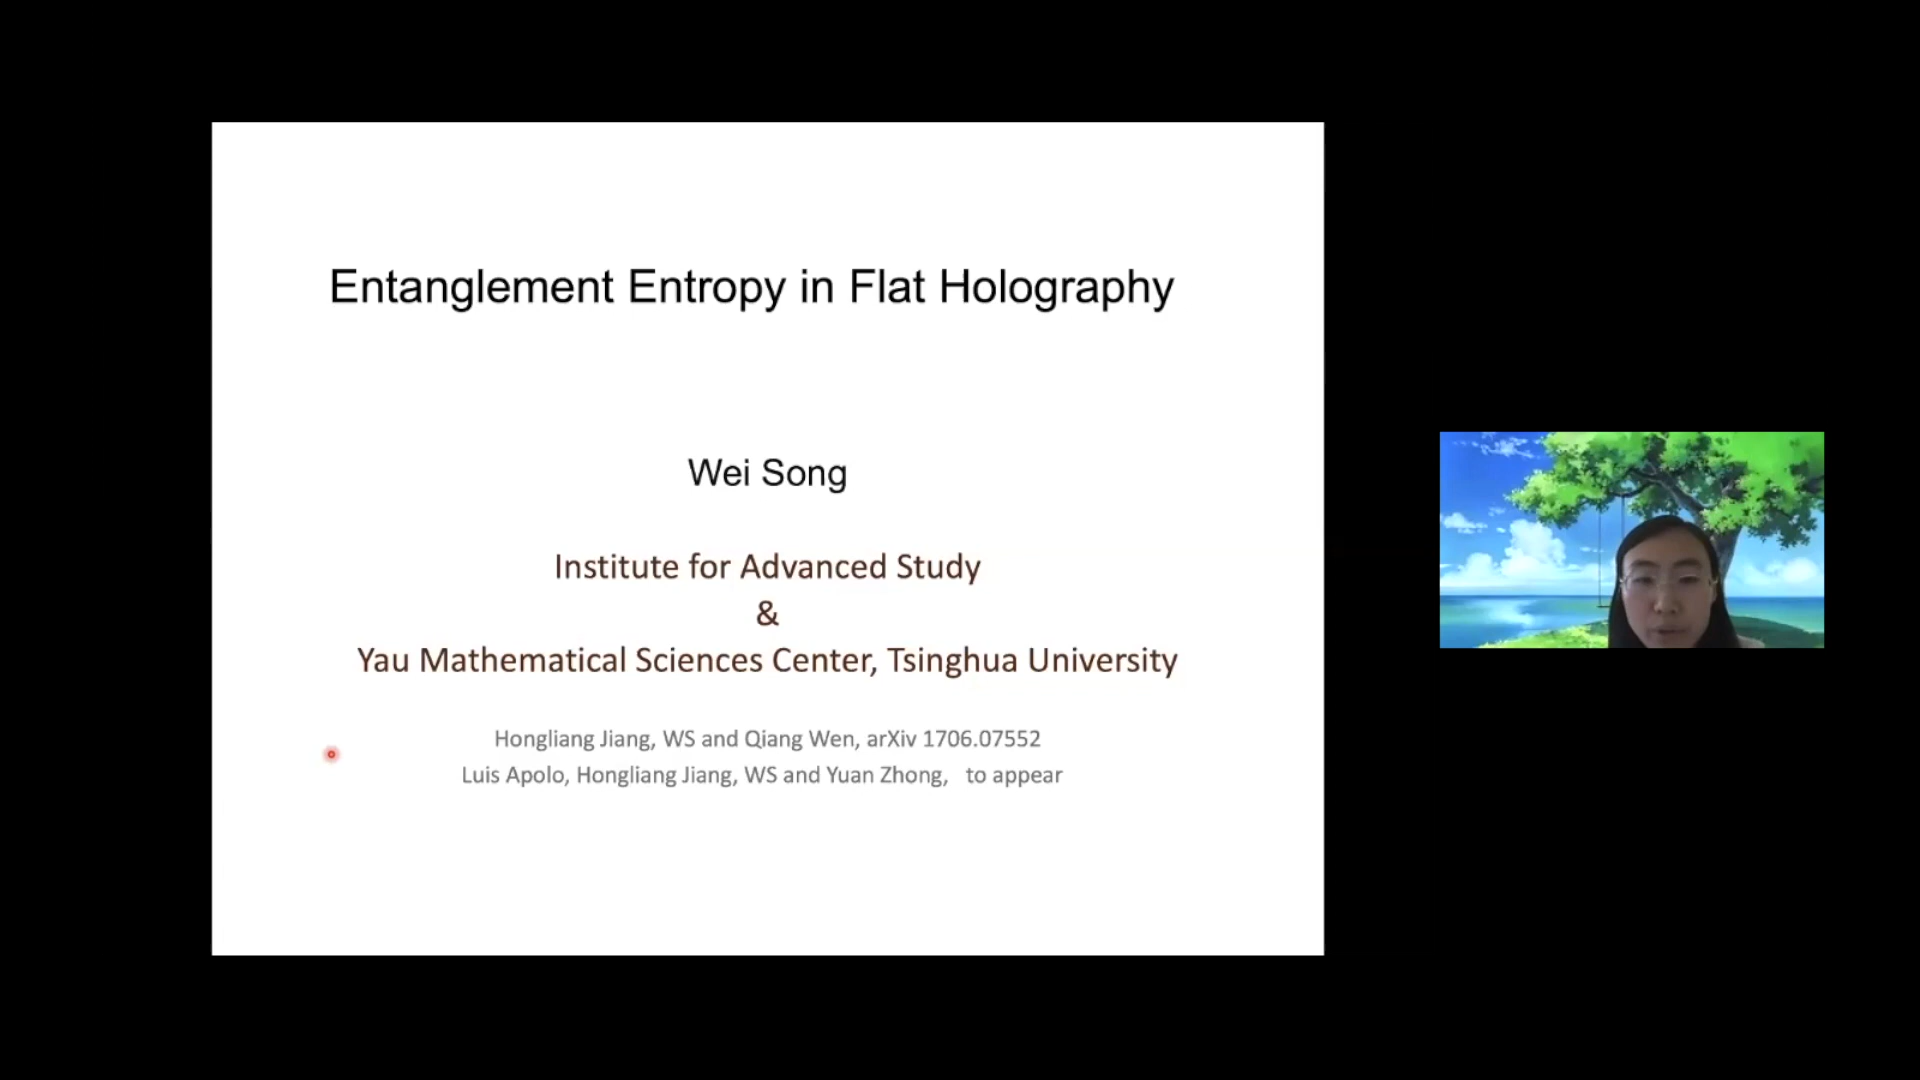 Entanglement Entropy in Flat Holography
Wei Song
Institute for Advanced Study
&
Yau Mathematical Sciences Center, Tsinghua University
Hongliang Jiang, WS and Qiang Wen, arXiv 1706.07552
Luis Apolo, Hongliang Jiang, WS and Yuan Zhong, to appear